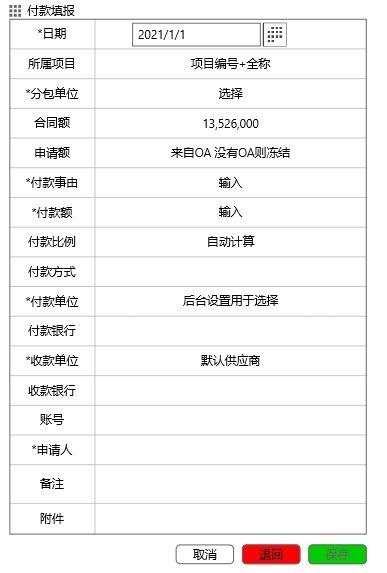 付款填报
*日期 2021/1/1
所属项目 项目编号+全称
*分包单位 选择
合同额 13,526,000
申请额 来自OA 没有OA则冻结
*付款事由 输入
*付款额 输入
付款比例 自动计算
付款方式
*付款单位 后台设置用于选择
付款银行
*收款单位 默认供应商
收款银行
账号
*申请人
备注
附件
取消 退回 保存